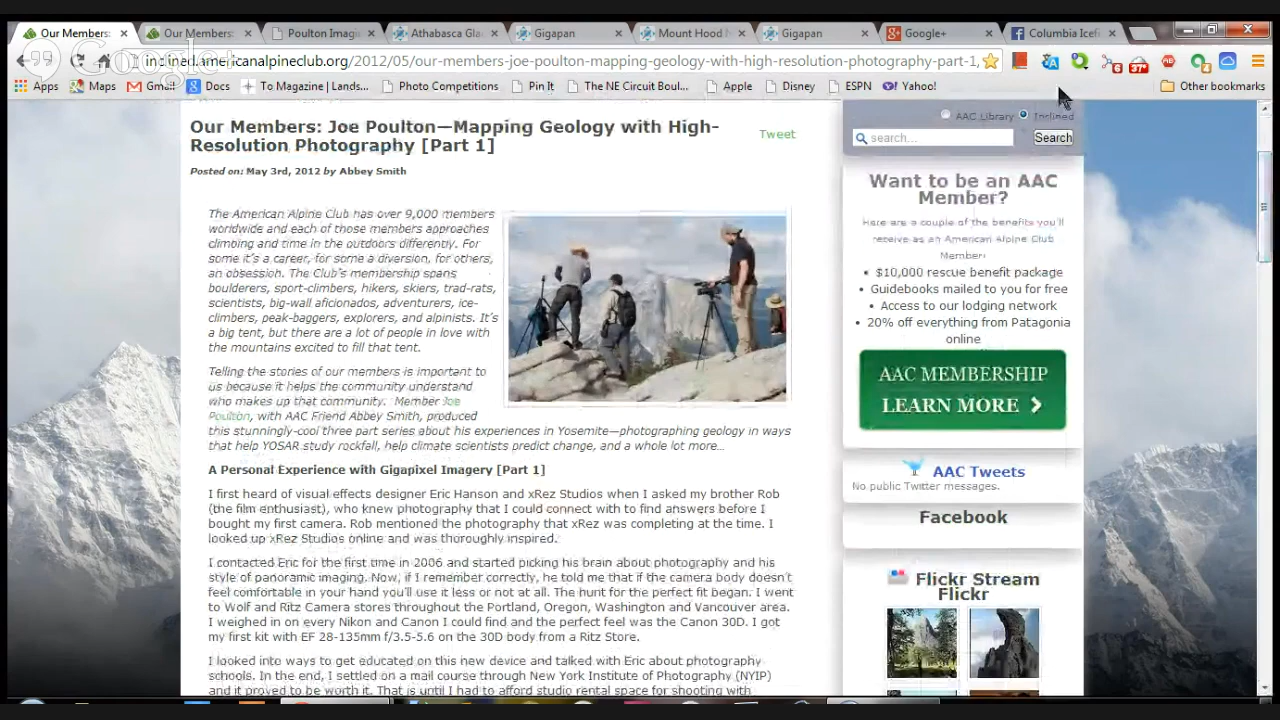 Our Members: × Our Members: × Poulton Imagi × Athabasca Gla × Gigapan × Mount Hood × Gigapan × Google+ × Columbia Icefi ×
Google+
inclined.americanalpineclub.org/2012/05/our-members-joe-poulton-mapping-geology-with-high-resolution-photography-part-1,
6 37°
Apps Maps Gmail Docs To Magazine | Lands... Photo Competitions Pin It The NE Circuit Boul... Apple Disney ESPN Yahoo! Other bookmarks
Our Members: Joe Poulton—Mapping Geology with High-
Resolution Photography [Part 1]
Tweet
Posted on: May 3rd, 2012 by Abbey Smith
The American Alpine Club has over 9,000 members
worldwide and each of those members approaches
climbing and time in the outdoors differently. For
some it's a career, for some a diversion, for others,
an obsession. The Club's membership spans
boulderers, sport-climbers, hikers, skiers, trad-rats,
scientists, big-wall aficionados, adventurers, ice-
climbers, peak-baggers, explorers, and alpinists. It's
a big tent, but there are a lot of people in love with
the mountains excited to fill that tent.
Telling the stories of our members is important to
us because it helps the community understand
who makes up that community. Member Joe
Poulton, with AAC Friend Abbey Smith, produced
this stunningly-cool three part series about his experiences in Yosemite—photographing geology in ways
that help YOSAR study rockfall, help climate scientists predict change, and a whole lot more...
A Personal Experience with Gigapixel Imagery [Part 1]
I first heard of visual effects designer Eric Hanson and xRez Studios when I asked my brother Rob
(the film enthusiast), who knew photography that I could connect with to find answers before I
bought my first camera. Rob mentioned the photography that xRez was completing at the time. I
looked up xRez Studios online and was thoroughly inspired.
I contacted Eric for the first time in 2006 and started picking his brain about photography and his
style of panoramic imaging. Now, if I remember correctly, he told me that if the camera body doesn't
feel comfortable in your hand you'll use it less or not at all. The hunt for the perfect fit began. I went
to Wolf and Ritz Camera stores throughout the Portland, Oregon, Washington and Vancouver area.
I weighed in on every Nikon and Canon I could find and the perfect feel was the Canon 30D. I got
my first kit with EF 28-135mm f/3.5-5.6 on the 30D body from a Ritz Store.
I looked into ways to get educated on this new device and talked with Eric about photography
schools. In the end, I settled on a mail course through New York Institute of Photography (NYIP)
and it proved to be worth it. That is until I had to afford studio rental space for shooting with
AAC Library Inclined
search... Search
Want to be an AAC
Member?
Here are a couple of the benefits you'll
receive as an American Alpine Club
Member:
• $10,000 rescue benefit package
• Guidebooks mailed to you for free
• Access to our lodging network
• 20% off everything from Patagonia
online
AAC MEMBERSHIP
LEARN MORE
AAC Tweets
No public Twitter messages.
Facebook
Flickr Stream
Flickr